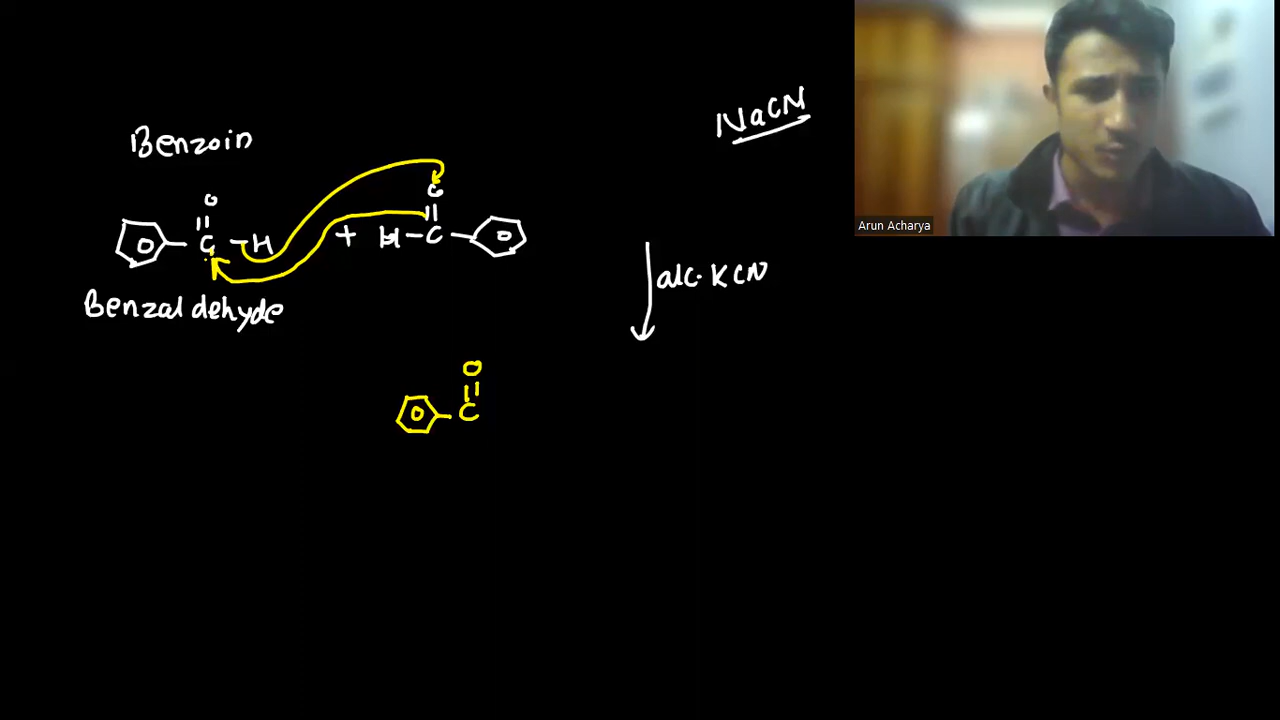 NaCN
Benzoin
O
O
C - H + H - C
Benzaldehyde
alc. KCN
O
C
Arun Acharya